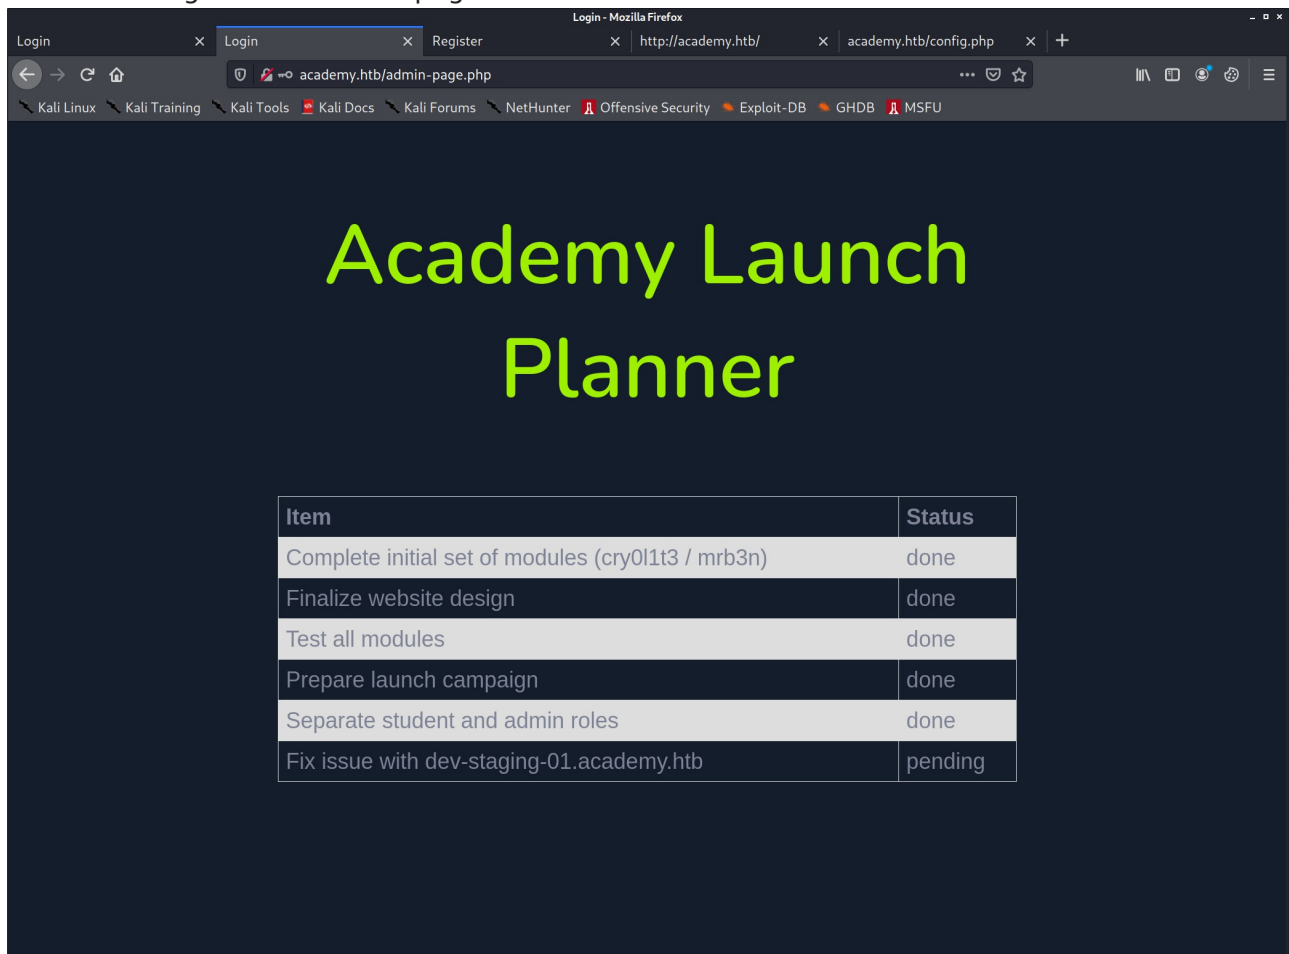 Login - Mozilla Firefox
Login Login Register http://academy.htb/ academy.htb/config.php
academy.htb/admin-page.php
Kali Linux Kali Training Kali Tools Kali Docs Kali Forums NetHunter Offensive Security Exploit-DB GHDB MSFU
Academy Launch
Planner
Item Status
Complete initial set of modules (cry0l1t3 / mrb3n) done
Finalize website design done
Test all modules done
Prepare launch campaign done
Separate student and admin roles done
Fix issue with dev-staging-01.academy.htb pending